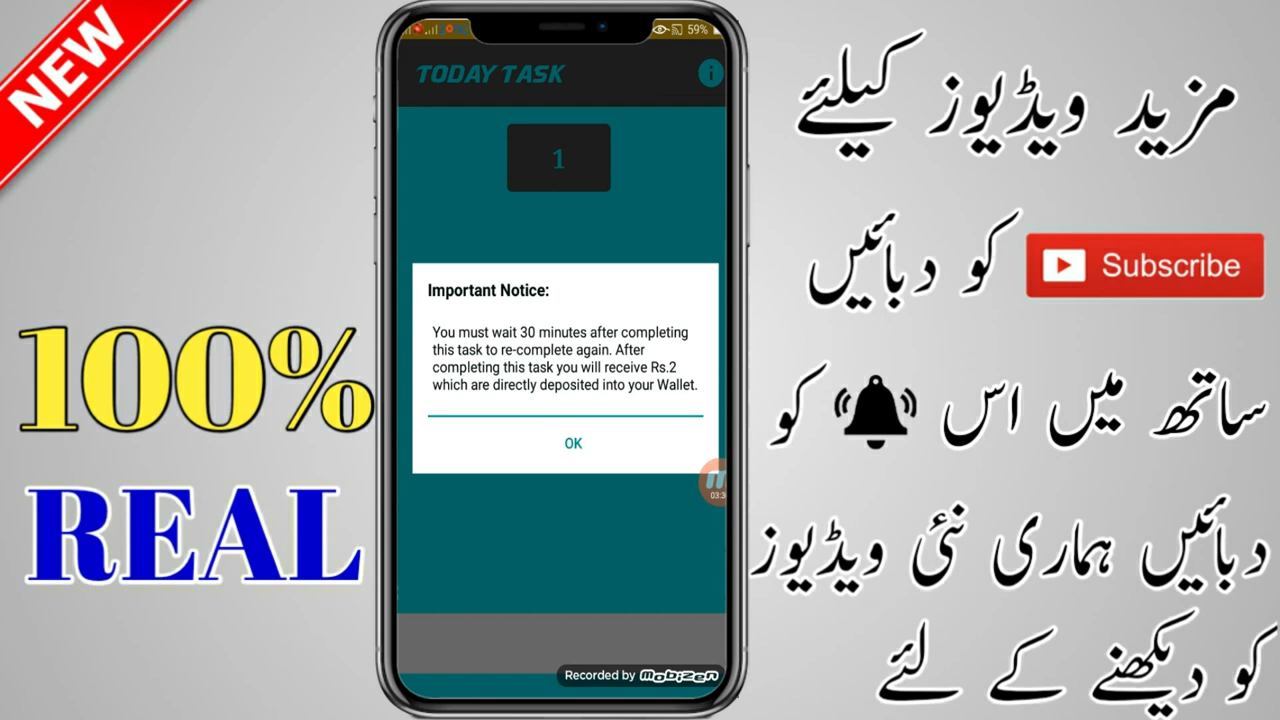 NEW
100%
REAL
59%
TODAY TASK
i
1
Important Notice:
You must wait 30 minutes after completing
this task to re-complete again. After
completing this task you will receive Rs.2
which are directly deposited into your Wallet.
OK
Recorded by mobizen
مزید ویڈیوز کیلئے
Subscribe کو دبائیں
ساتھ میں اس کو
دبائیں ہماری نئی ویڈیوز
کو دیکھنے کے لئے